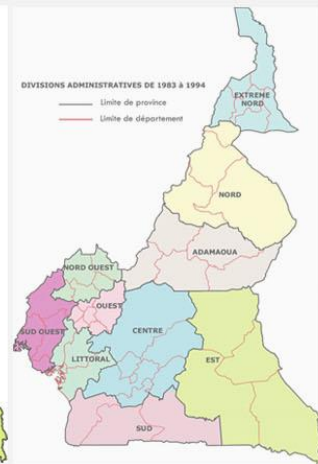 DIVISIONS ADMINISTRATIVES DE 1983 à 1994
Limite de province
Limite de département
EXTREME
NORD
NORD
ADAMAOUA
NORD OUEST
OUEST
SUD OUEST
CENTRE
LITTORAL
EST
SUD